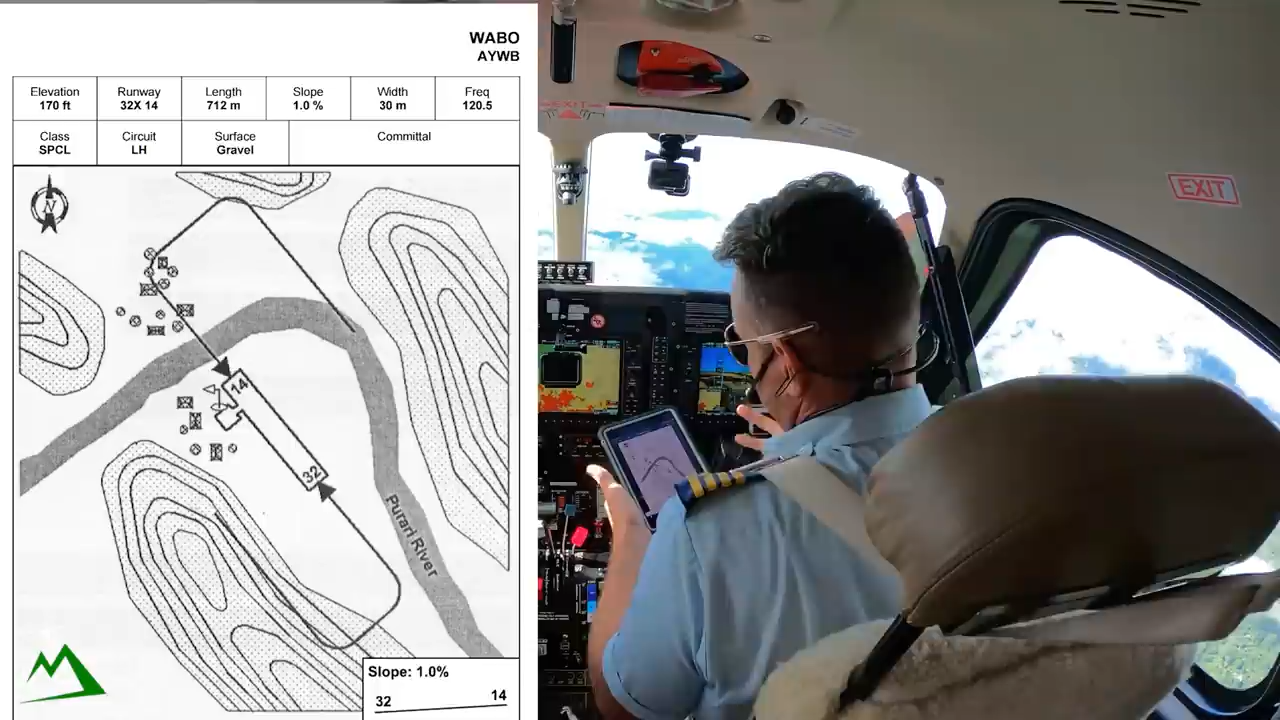 WABO
AYWB
Elevation Runway Length Slope Width Freq
170 ft 32X 14 712 m 1.0 % 30 m 120.5
Class Circuit Surface Committal
SPCL LH Gravel
N
14
32
Purari River
Slope: 1.0%
32 14
EXIT
EXIT